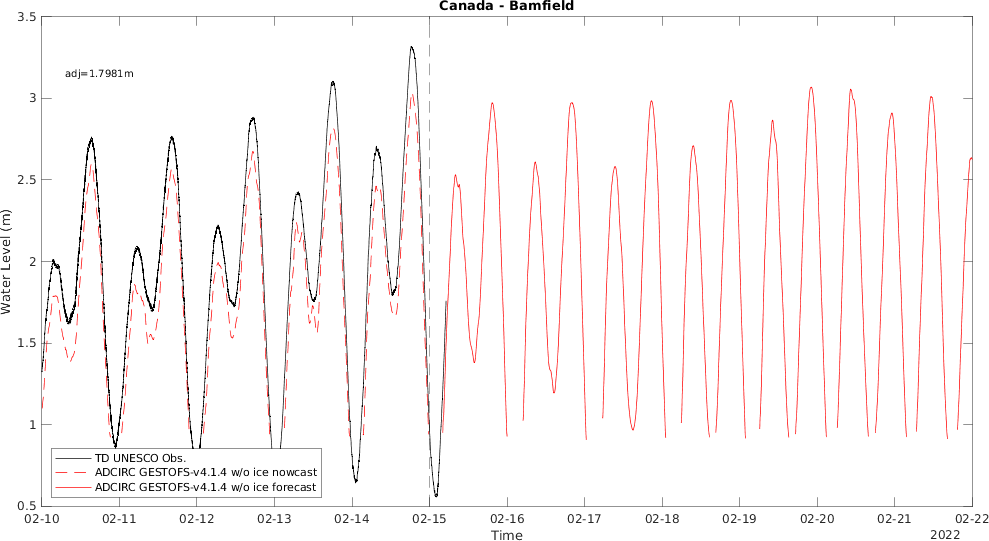 Canada - Bamfield
3.5
adj=1.7981m
3
2.5
2
Water Level (m)
1.5
1
TD UNESCO Obs.
ADCIRC GESTOFS-v4.1.4 w/o ice nowcast
ADCIRC GESTOFS-v4.1.4 w/o ice forecast
0.5
02-10 02-11 02-12 02-13 02-14 02-15 02-16 02-17 02-18 02-19 02-20 02-21 02-22
Time 2022